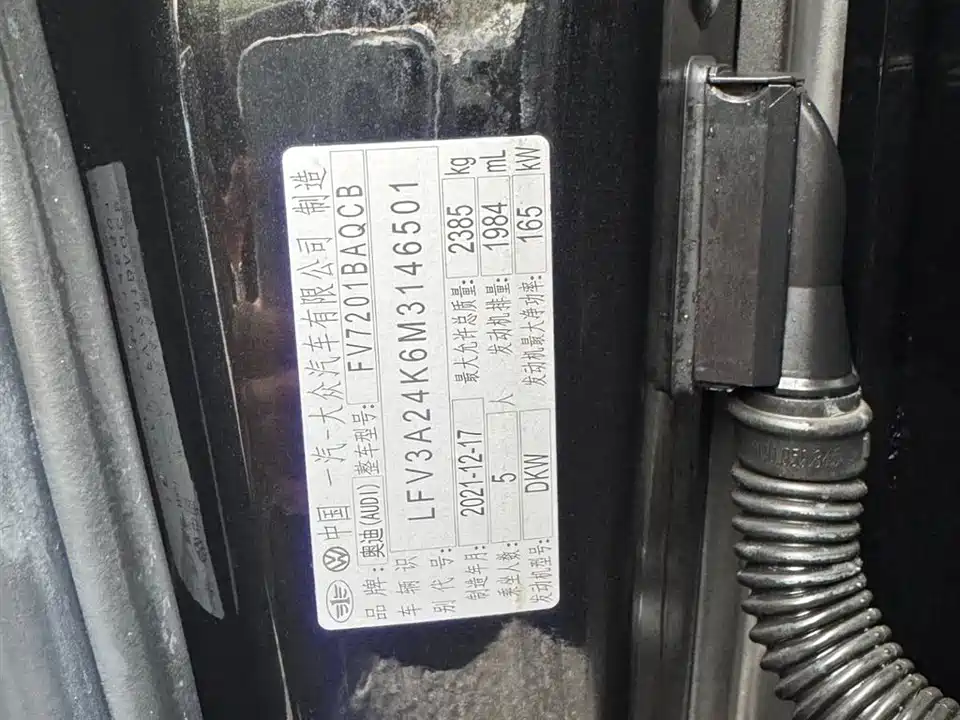 中国 一汽-大众汽车有限公司 制造
品牌: 奥迪(AUDI) 整车型号: FV7201BAQCB
车辆识别代号: LFV3A24K6M3146501
制造年月: 2021-12-17 最大允许总质量: 2385 kg
乘坐人数: 5 人 发动机排量: 1984 mL
发动机型号: DKW 发动机最大净功率: 165 kW